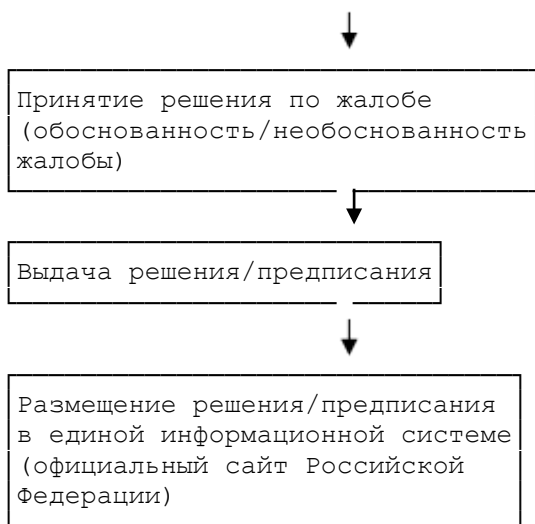 Принятие решения по жалобе
(обоснованность/необоснованность
жалобы)
Выдача решения/предписания
Размещение решения/предписания
в единой информационной системе
(официальный сайт Российской
Федерации)